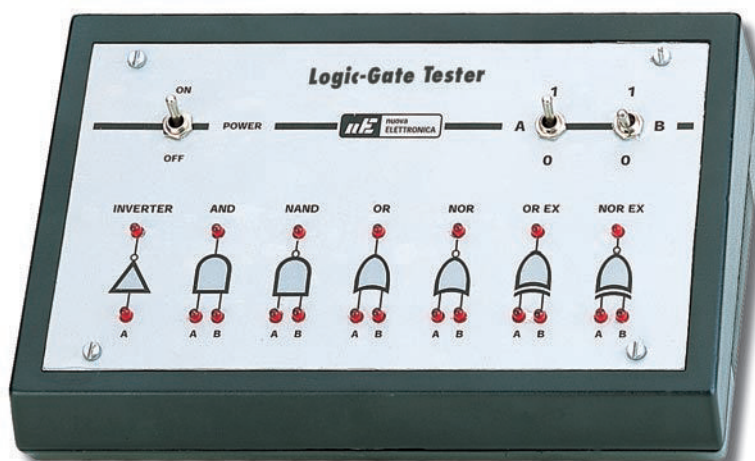 Logic-Gate Tester
ON
POWER
OFF
nE nuova
ELETTRONICA
A 1 0
1 0 B
INVERTER AND NAND OR NOR OR EX NOR EX
A A B A B A B A B A B A B